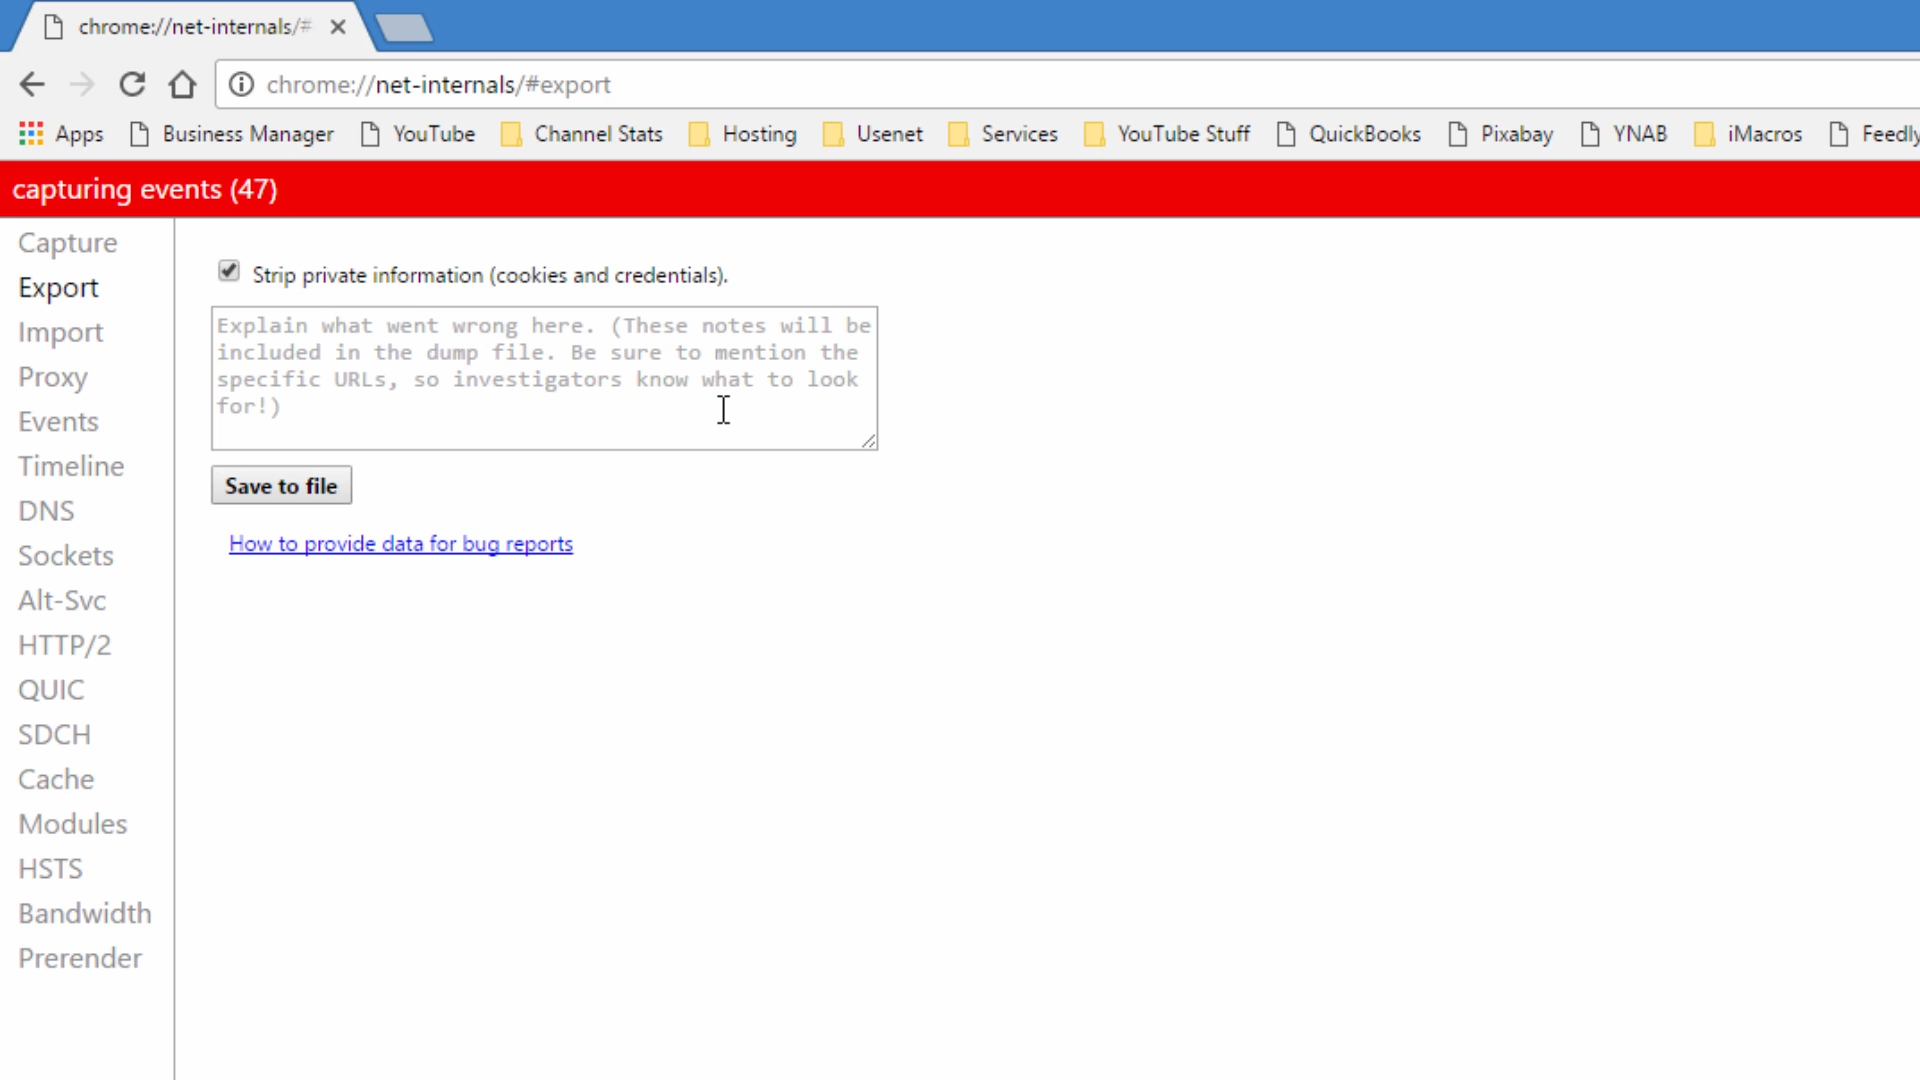 chrome://net-internals/#
chrome://net-internals/#export
Apps Business Manager YouTube Channel Stats Hosting Usenet Services YouTube Stuff QuickBooks Pixabay YNAB iMacros Feedly
capturing events (47)
Capture
Export
Import
Proxy
Events
Timeline
DNS
Sockets
Alt-Svc
HTTP/2
QUIC
SDCH
Cache
Modules
HSTS
Bandwidth
Prerender
Strip private information (cookies and credentials).
Explain what went wrong here. (These notes will be
included in the dump file. Be sure to mention the
specific URLs, so investigators know what to look
for!)
Save to file
How to provide data for bug reports